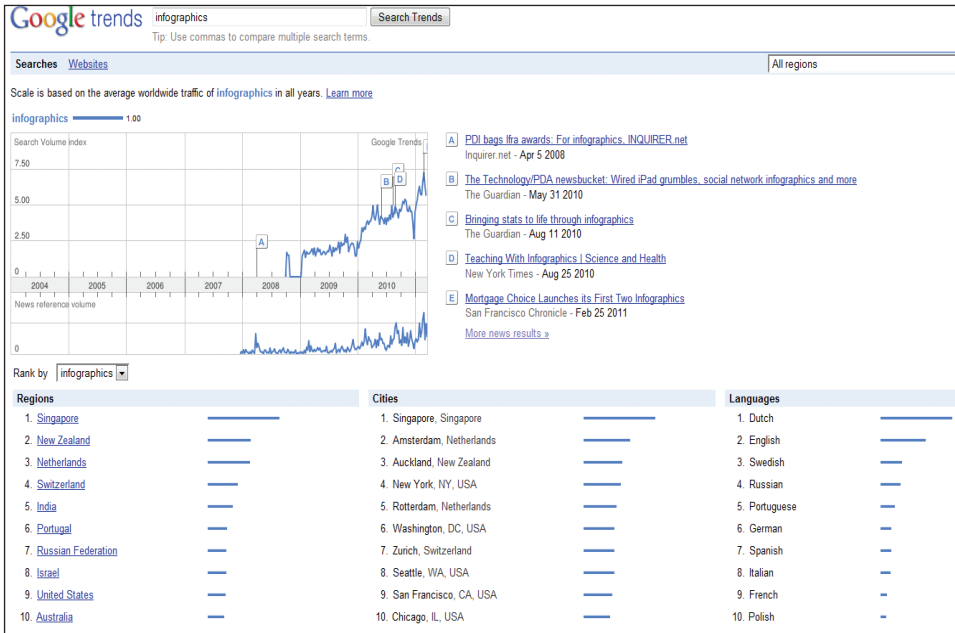 Google trends infographics Search Trends
Tip: Use commas to compare multiple search terms.
Searches Websites All regions
Scale is based on the average worldwide traffic of infographics in all years. Learn more
infographics 1.00
Search Volume index Google Trends
7.50
5.00
2.50
0
A
B
C
D
2004 2005 2006 2007 2008 2009 2010
News reference volume
0
A PDI bags Ifra awards: For infographics, INQUIRER.net
Inquirer.net - Apr 5 2008
B The Technology/PDA newsbucket: Wired iPad grumbles, social network infographics and more
The Guardian - May 31 2010
C Bringing stats to life through infographics
The Guardian - Aug 11 2010
D Teaching With Infographics | Science and Health
New York Times - Aug 25 2010
E Mortgage Choice Launches its First Two Infographics
San Francisco Chronicle - Feb 25 2011
More news results »
Rank by infographics
Regions
1. Singapore
2. New Zealand
3. Netherlands
4. Switzerland
5. India
6. Portugal
7. Russian Federation
8. Israel
9. United States
10. Australia
Cities
1. Singapore, Singapore
2. Amsterdam, Netherlands
3. Auckland, New Zealand
4. New York, NY, USA
5. Rotterdam, Netherlands
6. Washington, DC, USA
7. Zurich, Switzerland
8. Seattle, WA, USA
9. San Francisco, CA, USA
10. Chicago, IL, USA
Languages
1. Dutch
2. English
3. Swedish
4. Russian
5. Portuguese
6. German
7. Spanish
8. Italian
9. French
10. Polish